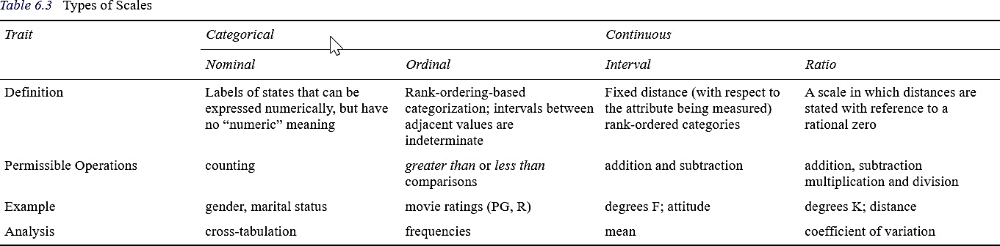 Table 6.3 Types of Scales
Trait Categorical Continuous
Nominal Ordinal Interval Ratio
Definition Labels of states that can be Rank-ordering-based Fixed distance (with respect to A scale in which distances are
expressed numerically, but have categorization; intervals between the attribute being measured) stated with reference to a
no “numeric” meaning adjacent values are rank-ordered categories rational zero
indeterminate
Permissible Operations counting greater than or less than addition and subtraction addition, subtraction
comparisons multiplication and division
Example gender, marital status movie ratings (PG, R) degrees F; attitude degrees K; distance
Analysis cross-tabulation frequencies mean coefficient of variation